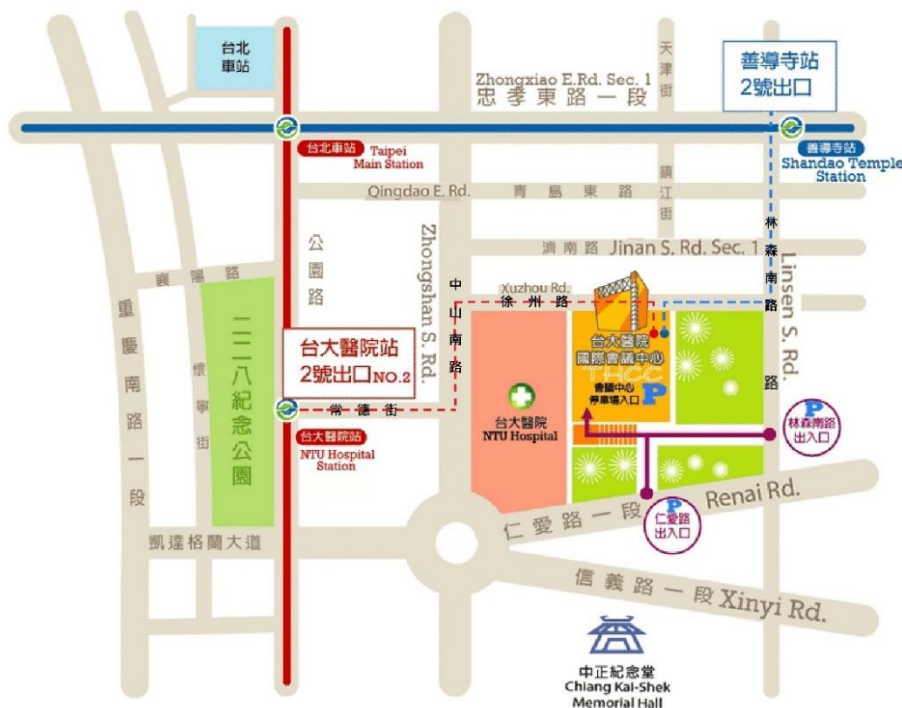 台北
車站
天津街
善導寺站
2號出口
Zhongxiao E.Rd. Sec. 1
忠孝東路一段
台北車站 Taipei
Main Station
善導寺站
Shandao Temple
Station
Qingdao E. Rd. 青島東路
鎮江街
林森南路
濟南路 Jinan S. Rd Sec. 1
公園路
Zhongshan S. Rd.
中山南路
Linsen S. Rd.
路
襄陽路
Xuzhou Rd.
徐州路
重慶南路一段
懷寧街
二二八紀念公園
台大醫院站
2號出口NO.2
台大醫院
國際會議中心
THCC
會議中心
停車場入口 P
常德街
台大醫院
NTU Hospital
台大醫院站
NTU Hospital
Station
P
林森南路
出入口
P
仁愛路
出入口
仁愛路一段 Renai Rd.
凱達格蘭大道
信義路一段 Xinyi Rd.
中正紀念堂
Chiang Kai-Shek
Memorial Hall